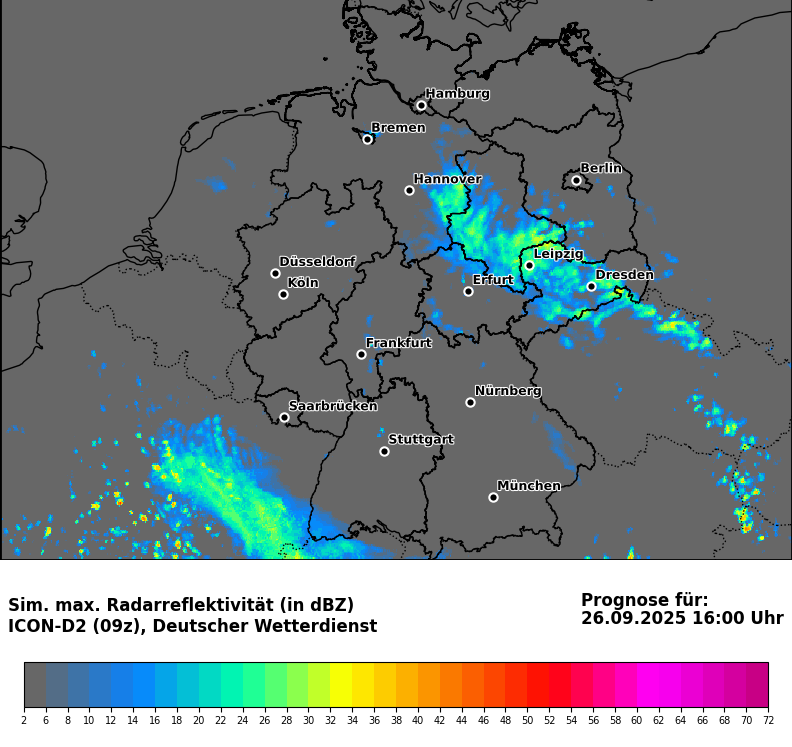 Hamburg
Bremen
Berlin
Hannover
Leipzig
Düsseldorf
Dresden
Köln
Erfurt
Frankfurt
Nürnberg
Saarbrücken
Stuttgart
München
Sim. max. Radarreflektivität (in dBZ)
ICON-D2 (09z), Deutscher Wetterdienst
Prognose für:
26.09.2025 16:00 Uhr
2 6 8 10 12 14 16 18 20 22 24 26 28 30 32 34 36 38 40 42 44 46 48 50 52 54 56 58 60 62 64 66 68 70 72